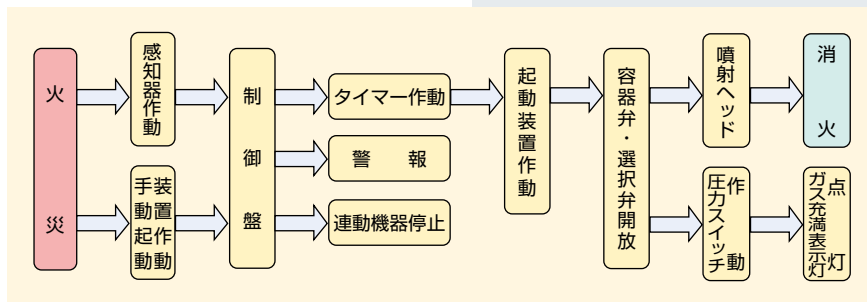 火災
感知器作動
手動起動
装置作動
制御盤
タイマー作動
警報
連動機器停止
起動装置作動
容器弁・選択弁開放
噴射ヘッド
圧力スイッチ
作動
消火
ガス充満表示灯
点灯